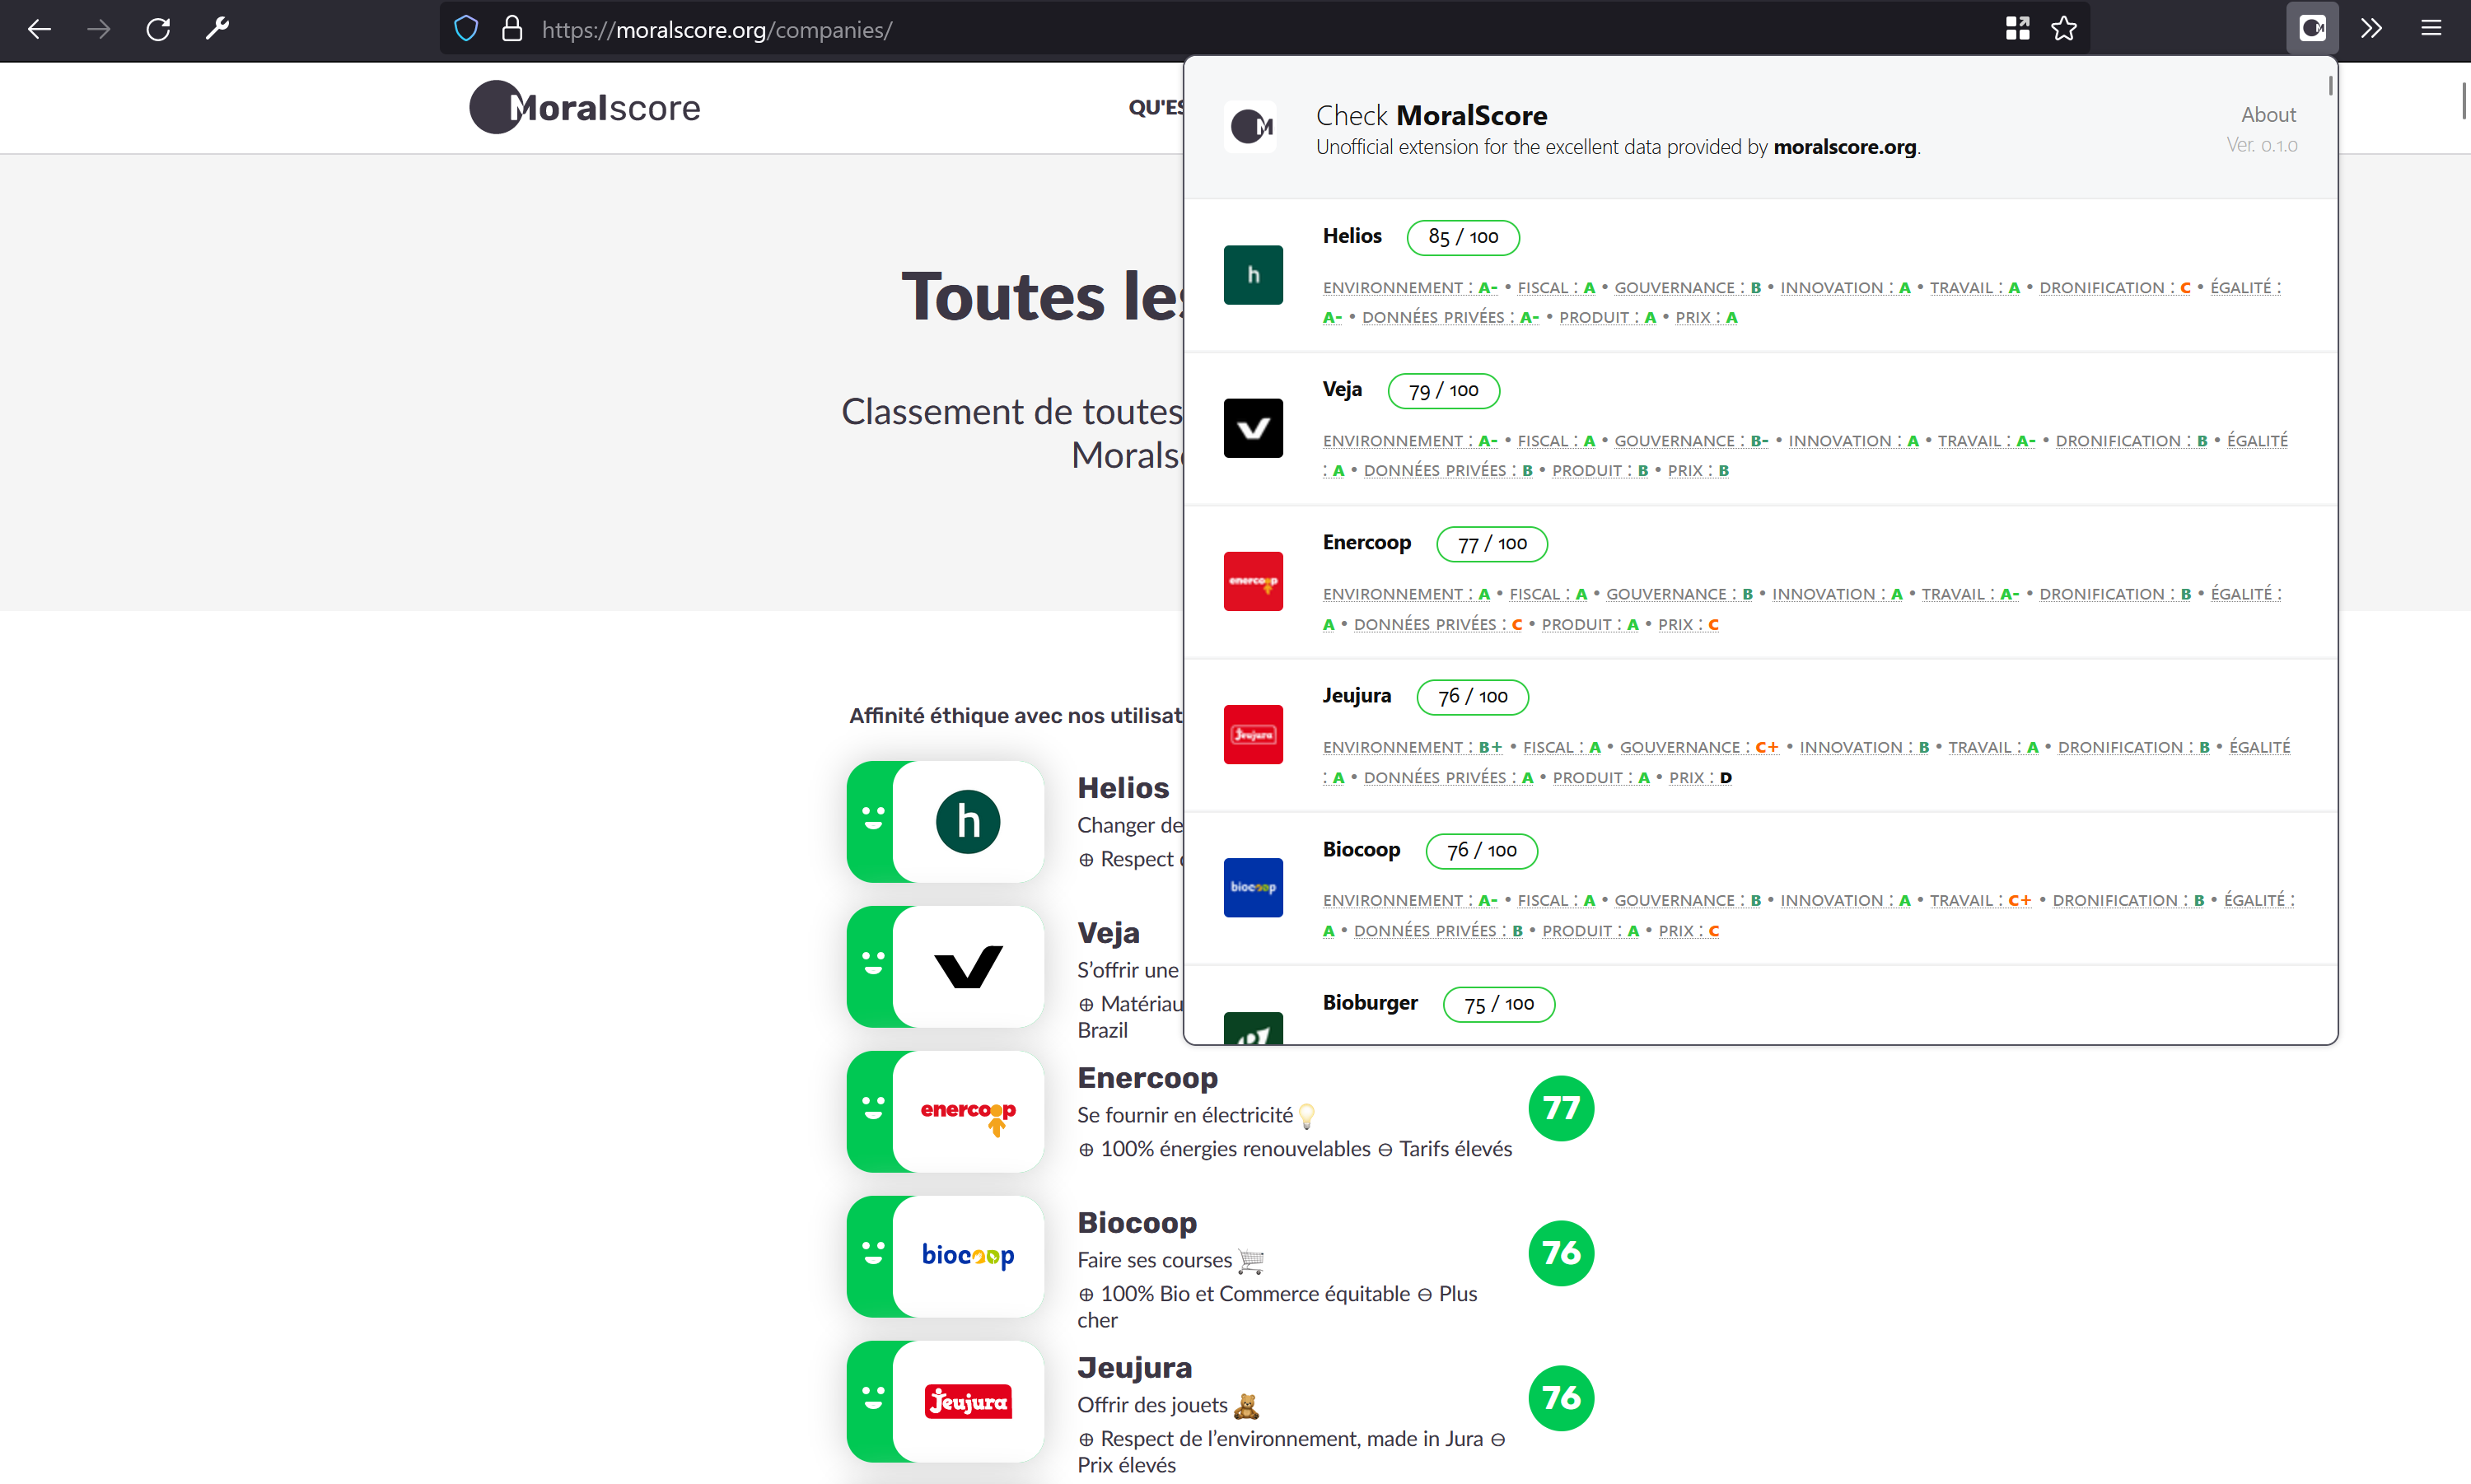 https://moralscore.org/companies/
Moralscore
QU'ES
Toutes les
Classement de toutes
Morals
Affinité éthique avec nos utilisat
h
Helios
Changer de
⊕ Respect
Veja
S'offrir une
⊕ Matériau
Brazil
enercoop
Enercoop
Se fournir en électricité
⊕ 100% énergies renouvelables ⊖ Tarifs élevés
77
biocoop
Biocoop
Faire ses courses
⊕ 100% Bio et Commerce équitable ⊖ Plus
cher
76
Jeujura
Jeujura
Offrir des jouets
⊕ Respect de l'environnement, made in Jura ⊖
Prix élevés
76
M
Check MoralScore
Unofficial extension for the excellent data provided by moralscore.org.
About
Ver. 0.1.0
h
Helios 85 / 100
ENVIRONNEMENT : A- • FISCAL : A • GOUVERNANCE : B • INNOVATION : A • TRAVAIL : A • DRONIFICATION : C • ÉGALITÉ :
A- • DONNÉES PRIVÉES : A- • PRODUIT : A • PRIX : A
Veja 79 / 100
ENVIRONNEMENT : A- • FISCAL : A • GOUVERNANCE : B- • INNOVATION : A • TRAVAIL : A- • DRONIFICATION : B • ÉGALITÉ
: A • DONNÉES PRIVÉES : B • PRODUIT : B • PRIX : B
enercoop
Enercoop 77 / 100
ENVIRONNEMENT : A • FISCAL : A • GOUVERNANCE : B • INNOVATION : A • TRAVAIL : A- • DRONIFICATION : B • ÉGALITÉ :
A • DONNÉES PRIVÉES : C • PRODUIT : A • PRIX : C
Jeujura
Jeujura 76 / 100
ENVIRONNEMENT : B+ • FISCAL : A • GOUVERNANCE : C+ • INNOVATION : B • TRAVAIL : A • DRONIFICATION : B • ÉGALITÉ
: A • DONNÉES PRIVÉES : A • PRODUIT : A • PRIX : D
biocoop
Biocoop 76 / 100
ENVIRONNEMENT : A- • FISCAL : A • GOUVERNANCE : B • INNOVATION : A • TRAVAIL : C+ • DRONIFICATION : B • ÉGALITÉ :
A • DONNÉES PRIVÉES : B • PRODUIT : A • PRIX : C
Bioburger 75 / 100